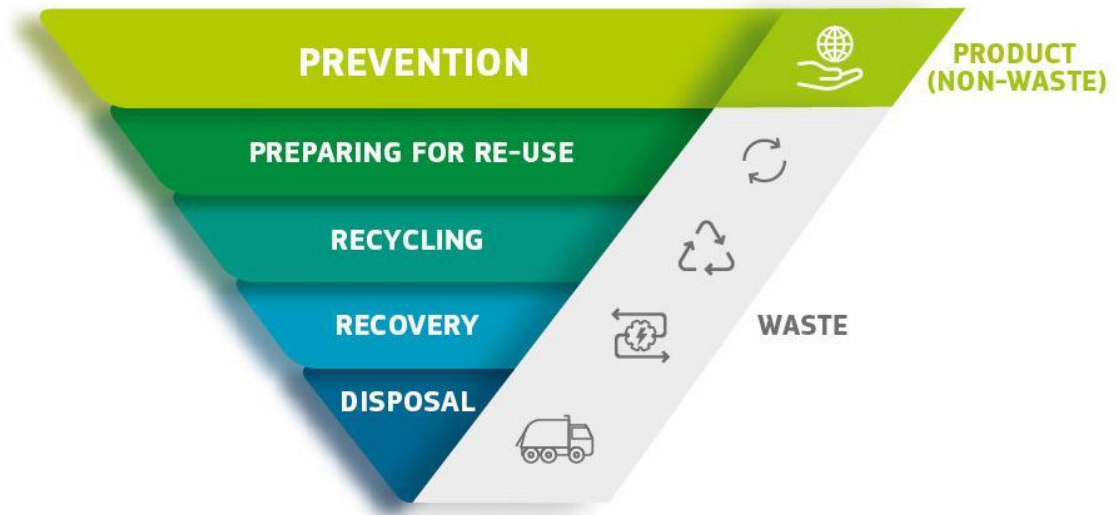 PREVENTION
PRODUCT
(NON-WASTE)
PREPARING FOR RE-USE
RECYCLING
RECOVERY
WASTE
DISPOSAL